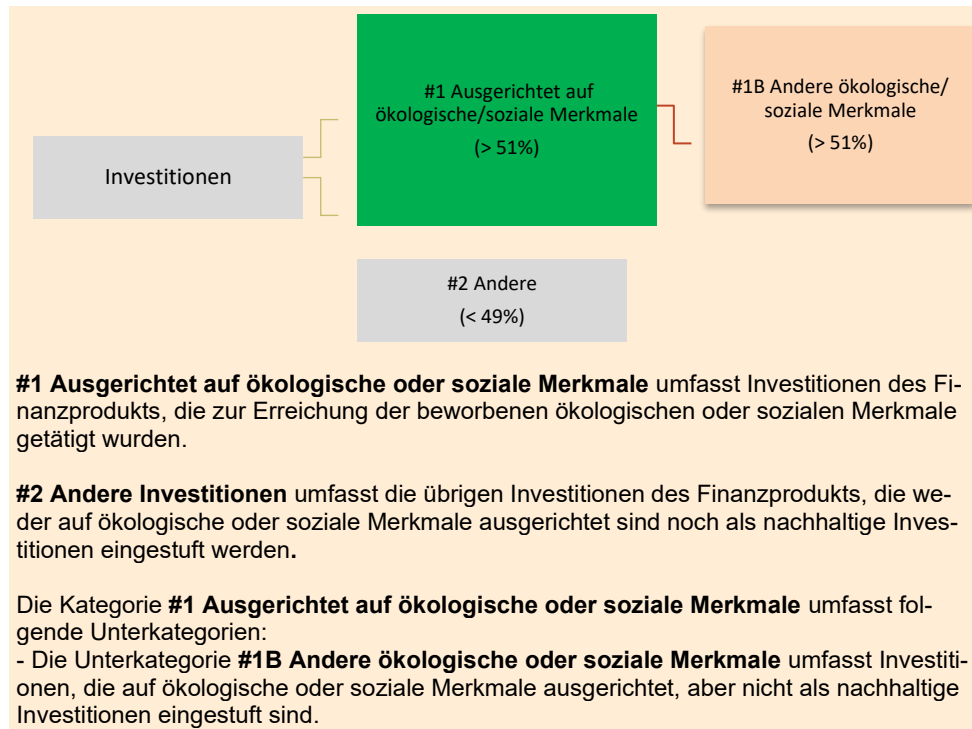 Investitionen
#1 Ausgerichtet auf
ökologische/soziale Merkmale
(> 51%)
#1B Andere ökologische/
soziale Merkmale
(> 51%)
#2 Andere
(< 49%)
#1 Ausgerichtet auf ökologische oder soziale Merkmale umfasst Investitionen des Fi-
nanzprodukts, die zur Erreichung der beworbenen ökologischen oder sozialen Merkmale
getätigt wurden.
#2 Andere Investitionen umfasst die übrigen Investitionen des Finanzprodukts, die we-
der auf ökologische oder soziale Merkmale ausgerichtet sind noch als nachhaltige Inves-
titionen eingestuft werden.
Die Kategorie #1 Ausgerichtet auf ökologische oder soziale Merkmale umfasst fol-
gende Unterkategorien:
- Die Unterkategorie #1B Andere ökologische oder soziale Merkmale umfasst Investiti-
onen, die auf ökologische oder soziale Merkmale ausgerichtet, aber nicht als nachhaltige
Investitionen eingestuft sind.